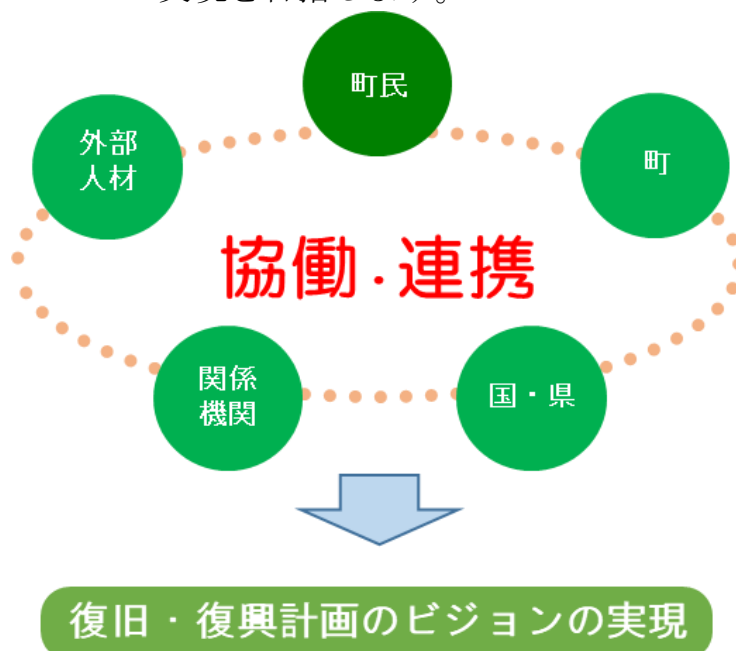 町民
外部
人材
町
協働・連携
関係
機関
国・県
復旧・復興計画のビジョンの実現